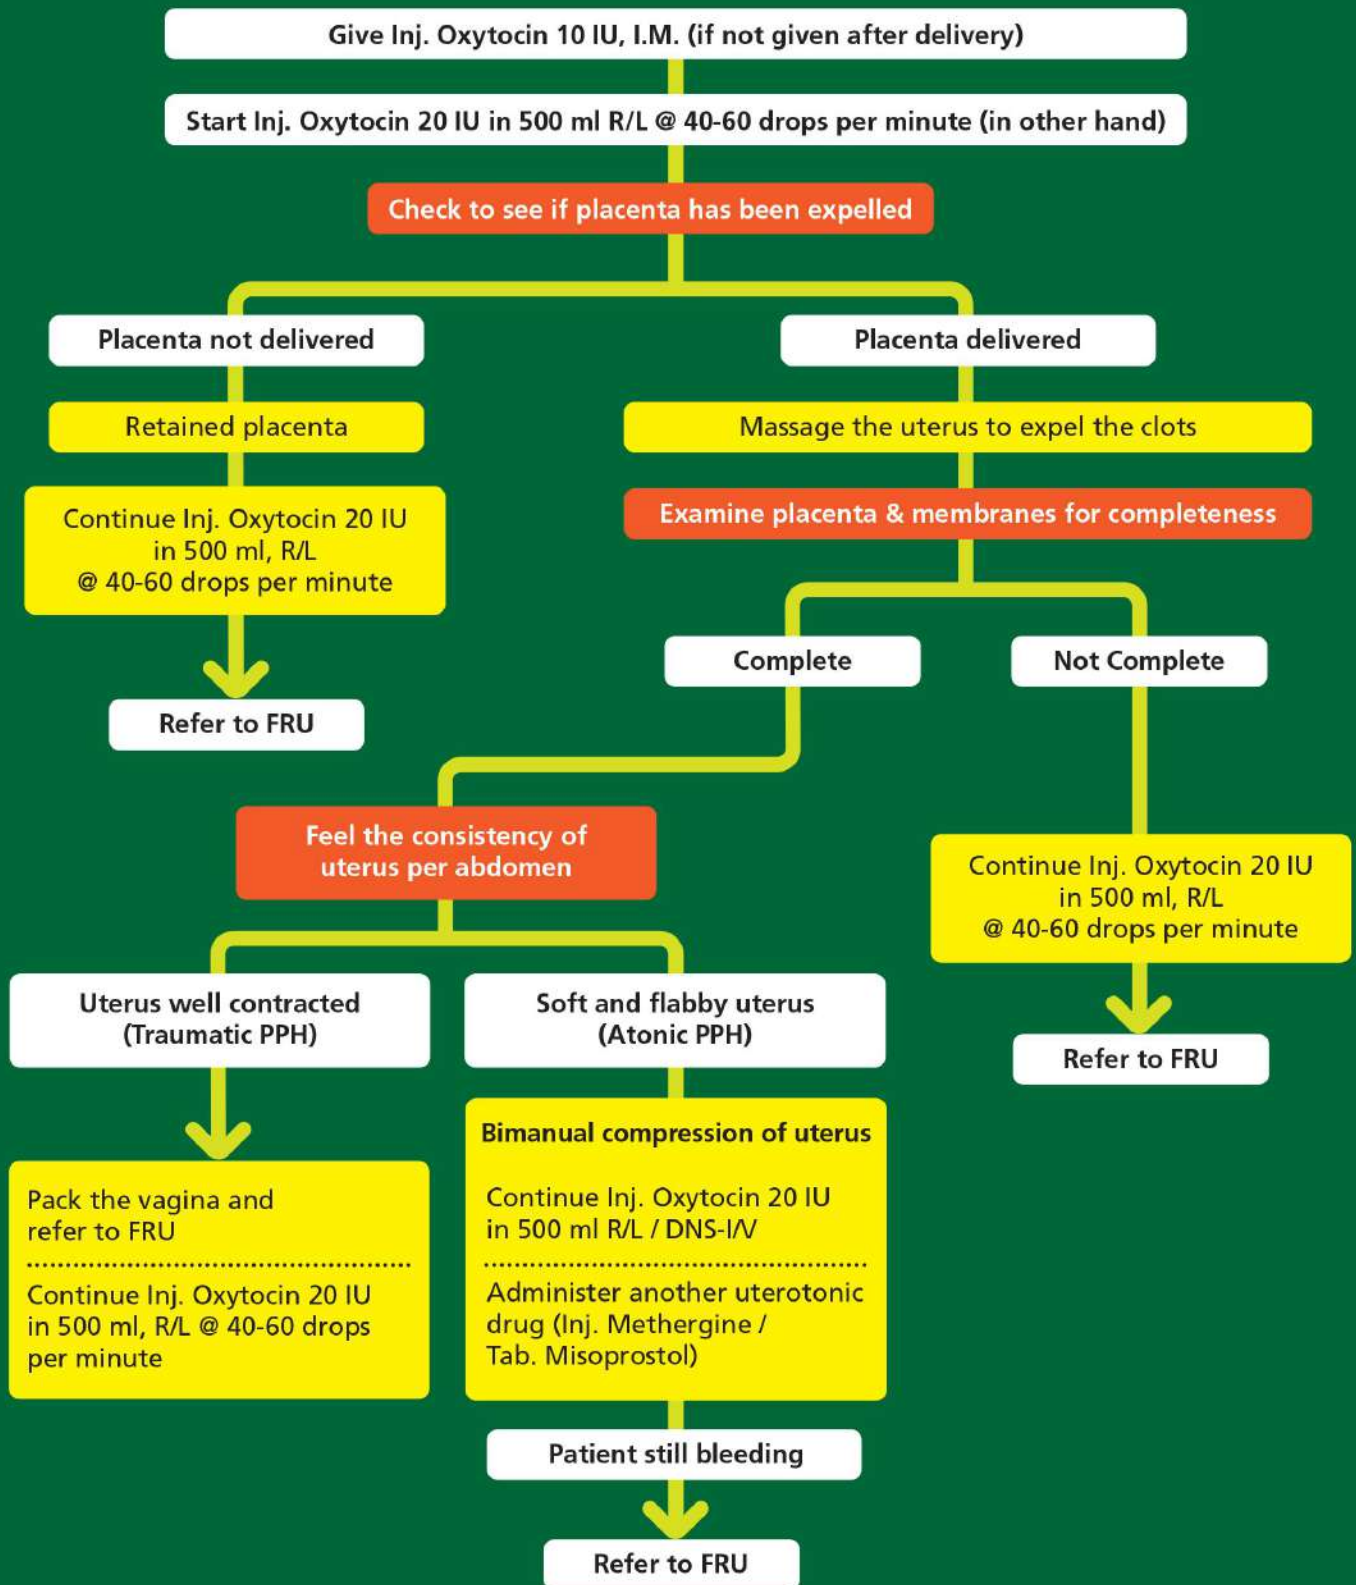 Give Inj. Oxytocin 10 IU, I.M. (if not given after delivery)
Start Inj. Oxytocin 20 IU in 500 ml R/L @ 40-60 drops per minute (in other hand)
Check to see if placenta has been expelled
Placenta not delivered
Retained placenta
Continue Inj. Oxytocin 20 IU
in 500 ml, R/L
@ 40-60 drops per minute
Refer to FRU
Placenta delivered
Massage the uterus to expel the clots
Examine placenta & membranes for completeness
Complete
Feel the consistency of
uterus per abdomen
Uterus well contracted
(Traumatic PPH)
Pack the vagina and
refer to FRU
Continue Inj. Oxytocin 20 IU
in 500 ml, R/L @ 40-60 drops
per minute
Soft and flabby uterus
(Atonic PPH)
Bimanual compression of uterus
Continue Inj. Oxytocin 20 IU
in 500 ml R/L / DNS-I/V
Administer another uterotonic
drug (Inj. Methergine /
Tab. Misoprostol)
Patient still bleeding
Refer to FRU
Not Complete
Continue Inj. Oxytocin 20 IU
in 500 ml, R/L
@ 40-60 drops per minute
Refer to FRU